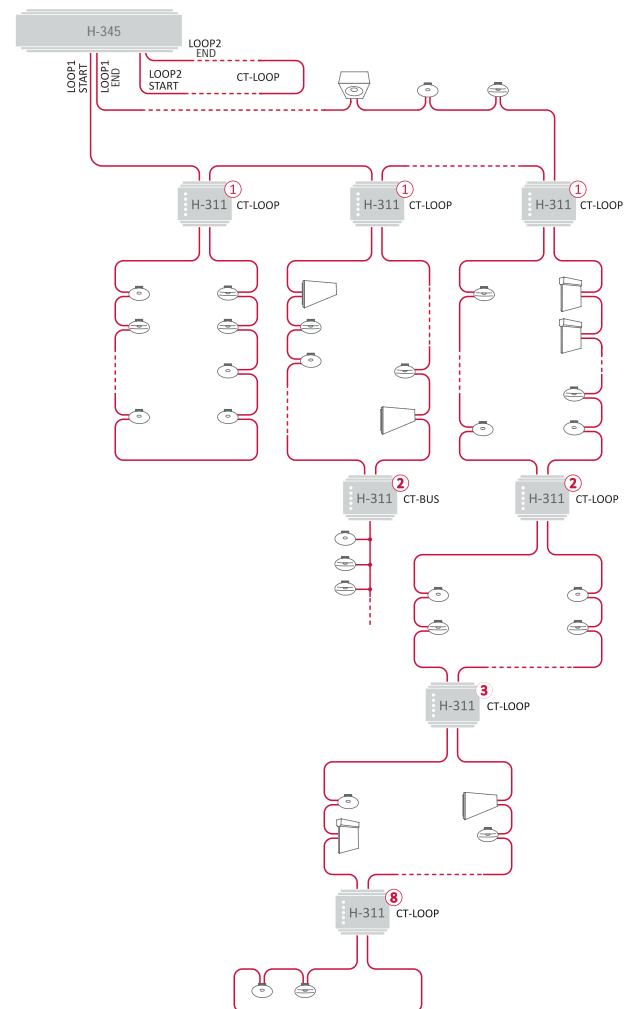 H-345
LOOP1
START
LOOP1
END
LOOP2
END
LOOP2
START
CT-LOOP
1
H-311 CT-LOOP
1
H-311 CT-LOOP
1
H-311 CT-LOOP
2
H-311 CT-BUS
2
H-311 CT-LOOP
3
H-311 CT-LOOP
8
H-311 CT-LOOP